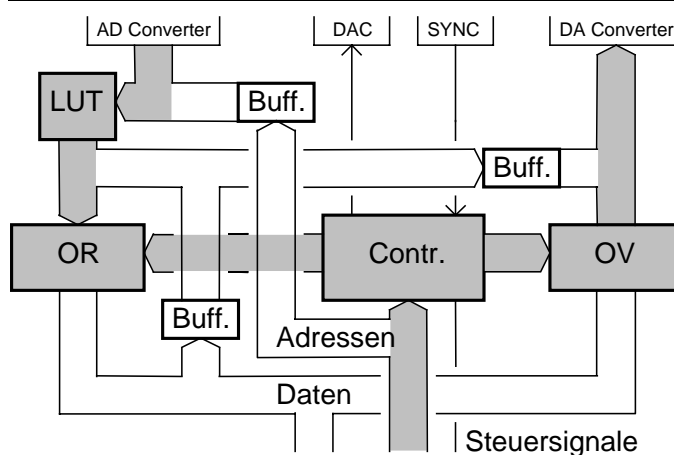 AD Converter
DAC
SYNC
DA Converter
LUT
Buff.
Buff.
OR
Contr.
OV
Buff.
Adressen
Daten
Steuersignale